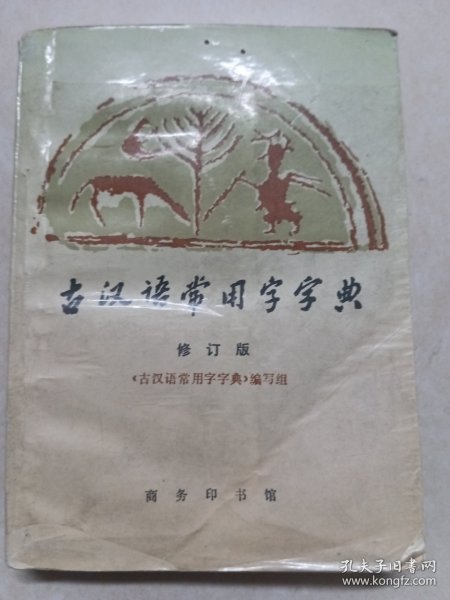 古汉语常用字字典
修订版
《古汉语常用字字典》编写组
商务印书馆
孔夫子旧书网
www.kongfz.com